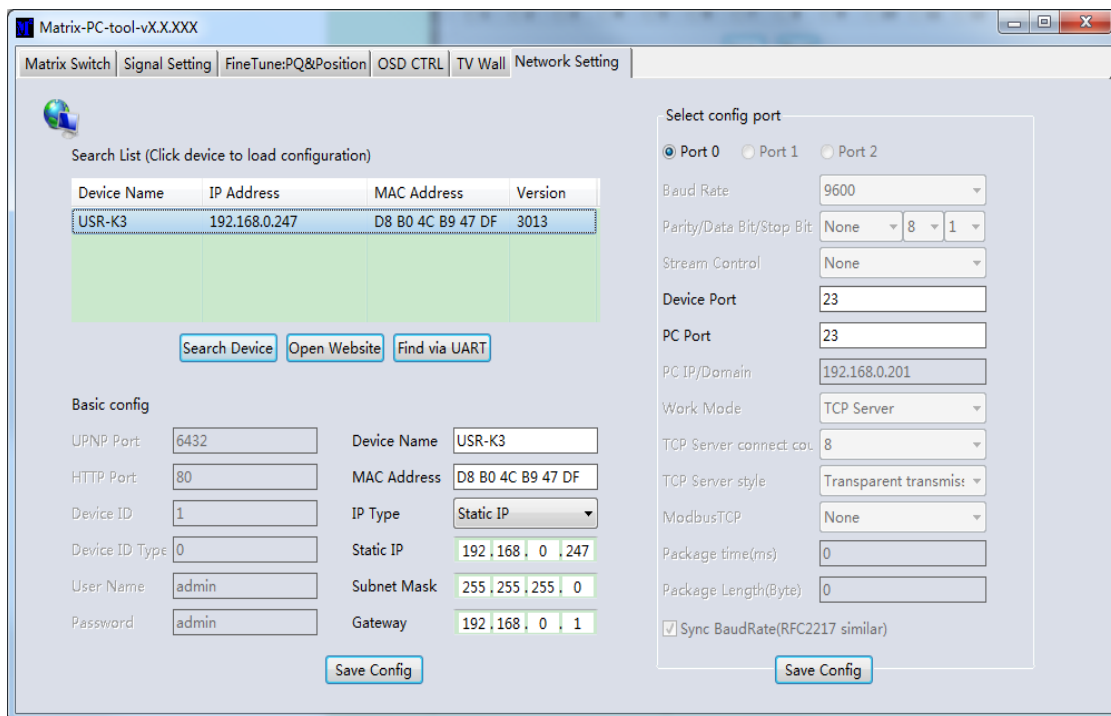 Matrix-PC-tool-vX.X.XXX
Matrix Switch Signal Setting FineTune:PQ&Position OSD CTRL TV Wall Network Setting
Search List (Click device to load configuration)
Device Name IP Address MAC Address Version
USR-K3 192.168.0.247 D8 B0 4C B9 47 DF 3013
Search Device Open Website Find via UART
Basic config
UPNP Port 6432
HTTP Port 80
Device ID 1
Device ID Type 0
User Name admin
Password admin
Device Name USR-K3
MAC Address D8 B0 4C B9 47 DF
IP Type Static IP
Static IP 192 . 168 . 0 . 247
Subnet Mask 255 . 255 . 255 . 0
Gateway 192 . 168 . 0 . 1
Save Config
Select config port
Port 0 Port 1 Port 2
Baud Rate 9600
Parity/Data Bit/Stop Bit None 8 1
Stream Control None
Device Port 23
PC Port 23
PC IP/Domain 192.168.0.201
Work Mode TCP Server
TCP Server connect cou 8
TCP Server style Transparent transmiss
ModbusTCP None
Package time(ms) 0
Package Length(Byte) 0
Sync BaudRate(RFC2217 similar)
Save Config